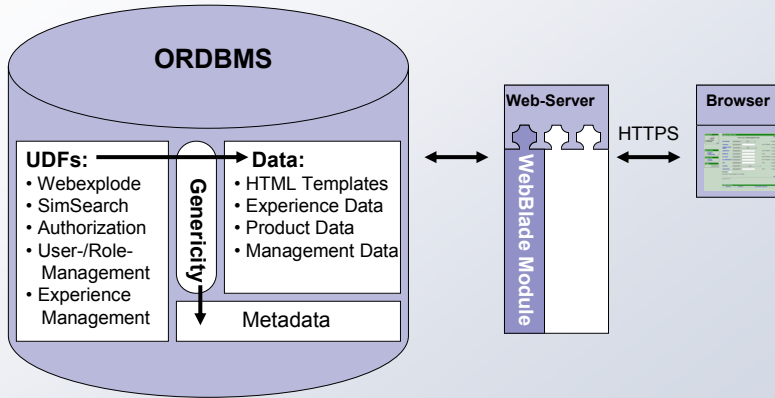 ORDBMS
UDFs:
• Webexplode
• SimSearch
• Authorization
• User-/Role-
Management
• Experience
Management
Genericity
Data:
• HTML Templates
• Experience Data
• Product Data
• Management Data
Metadata
Web-Server
WebBlade Module
HTTPS
Browser